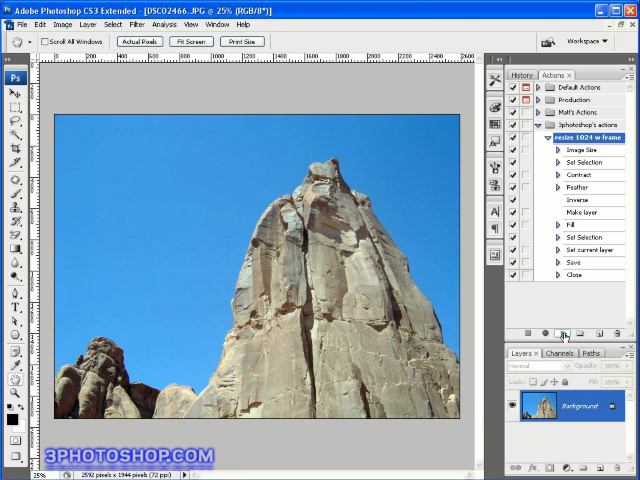 Adobe Photoshop CS3 Extended - [DSC02466.JPG @ 25% (RGB/8*)]
File Edit Image Layer Select Filter Analysis View Window Help
Scroll All Windows Actual Pixels Fit Screen Print Size Workspace
Ps
History Actions ×
Default Actions
Production
Matt's Actions
3photoshop's actions
resize 1024 w frame
Image Size
Set Selection
Contract
Feather
Inverse
Make layer
Fill
Set Selection
Set current layer
Save
Close
Layers × Channels Paths
Normal Opacity: 100%
Lock: Fill: 100%
Background
3PHOTOSHOP.COM
25% 2592 pixels x 1944 pixels (72 ppi)